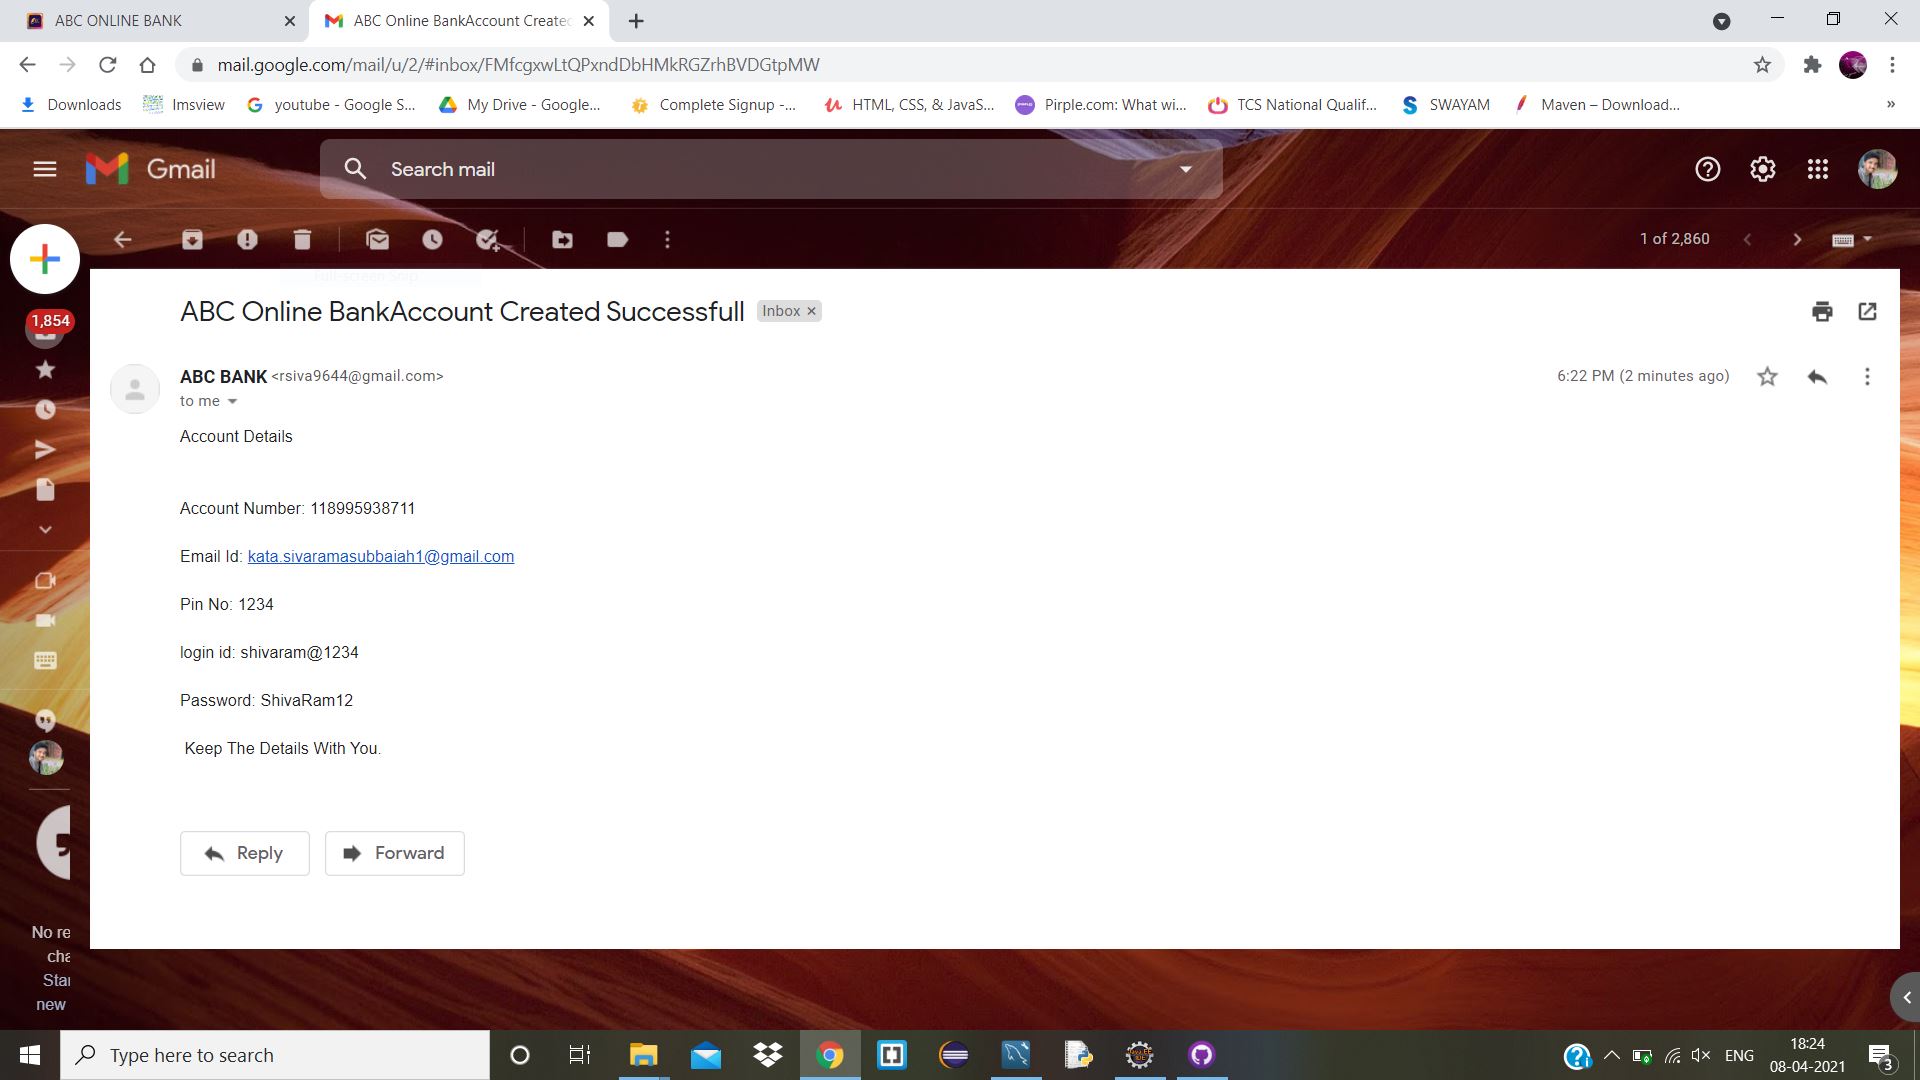 ABC ONLINE BANK
ABC Online BankAccount Create
mail.google.com/mail/u/2/#inbox/FMfcgxwLtQPxndDbHMkRGZrhBVDGtpMW
Downloads
Imsview
youtube - Google S...
My Drive - Google...
Complete Signup -...
HTML, CSS, & JavaS...
Pirple.com: What wi...
TCS National Qualif...
SWAYAM
Maven – Download...
»
Gmail
Search mail
1 of 2,860
Full-screen Snip
ABC Online BankAccount Created Successfull
Inbox ×
1,854
ABC BANK <rsiva9644@gmail.com>
6:22 PM (2 minutes ago)
to me
Account Details
Account Number: 118995938711
Email Id: kata.sivaramasubbaiah1@gmail.com
Pin No: 1234
login id: shivaram@1234
Password: ShivaRam12
Keep The Details With You.
Reply
Forward
No re
cha
Star
new
Type here to search
ENG
18:24
08-04-2021
3